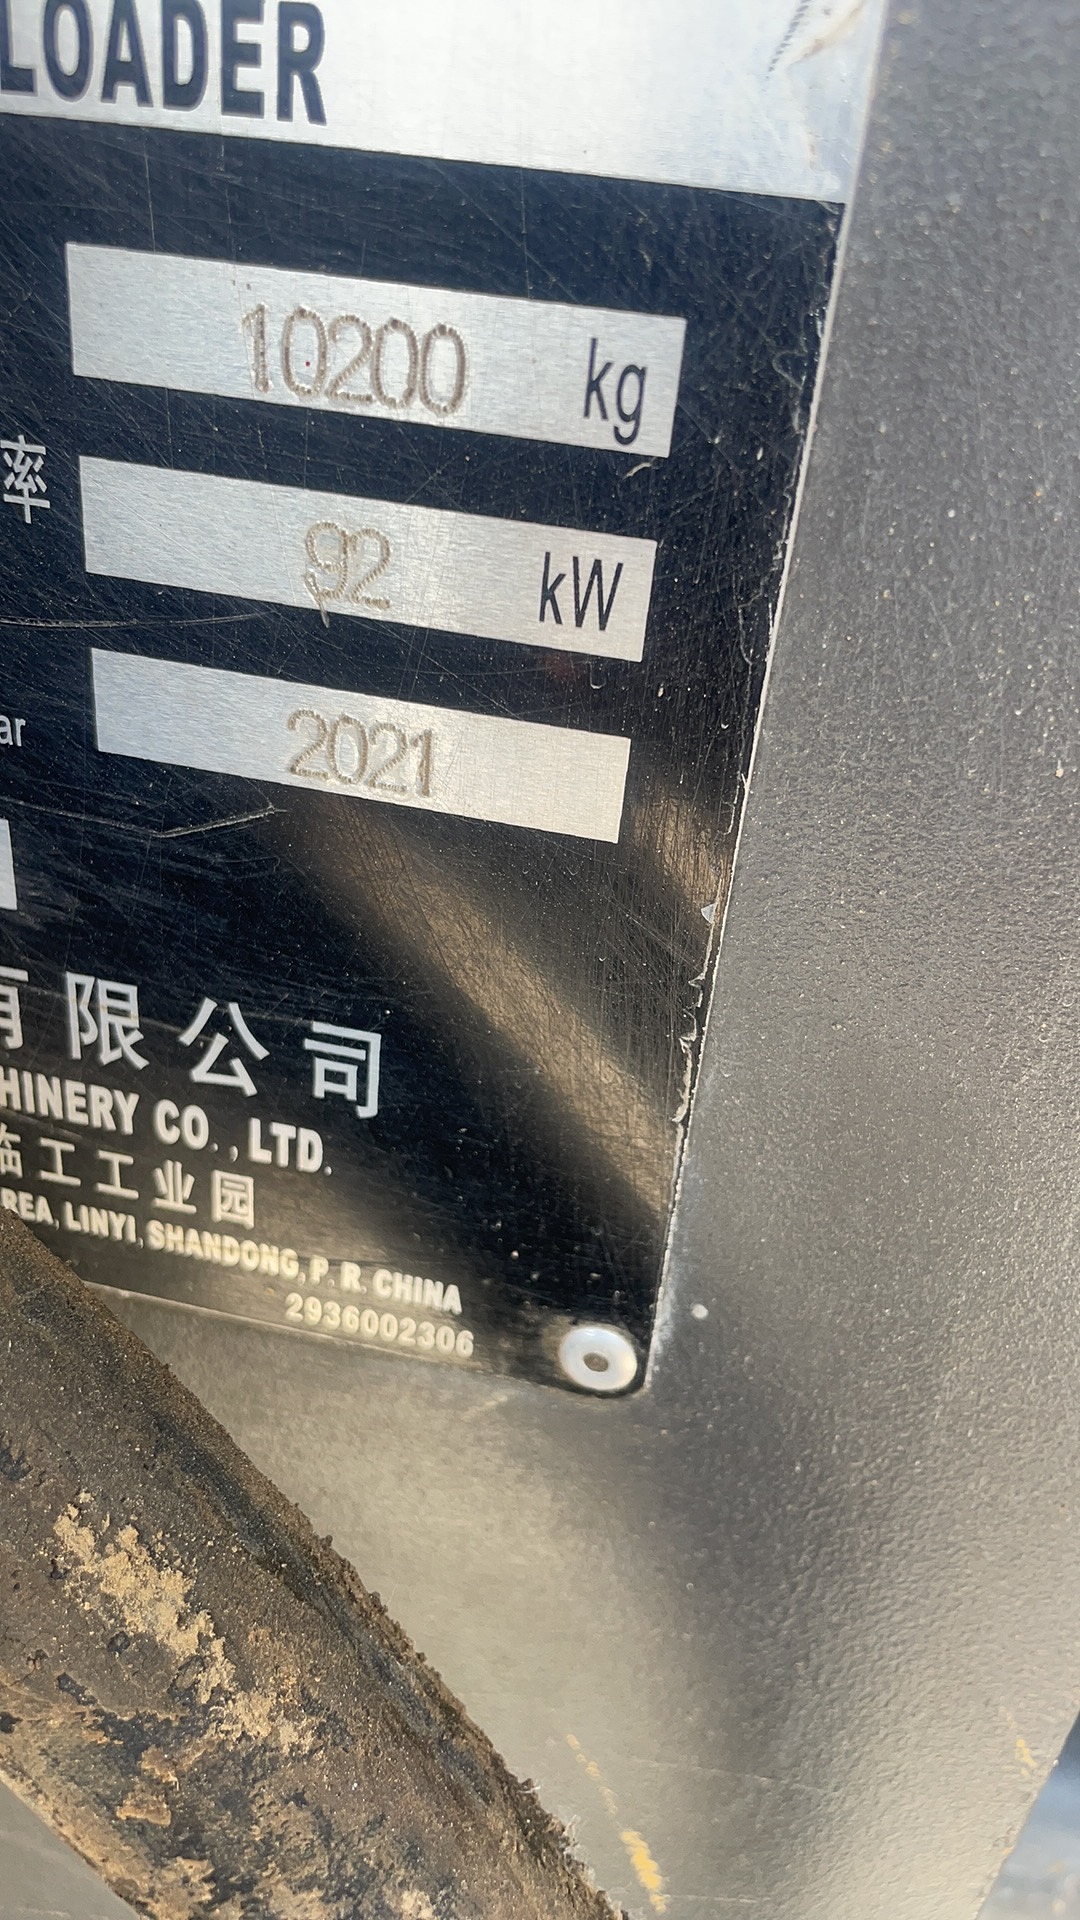 LOADER
10200 kg
率 92 kW
ar 2021
有限公司
HINERY CO., LTD.
临工工业园
REA, LINYI, SHANDONG, P. R. CHINA
2936002306